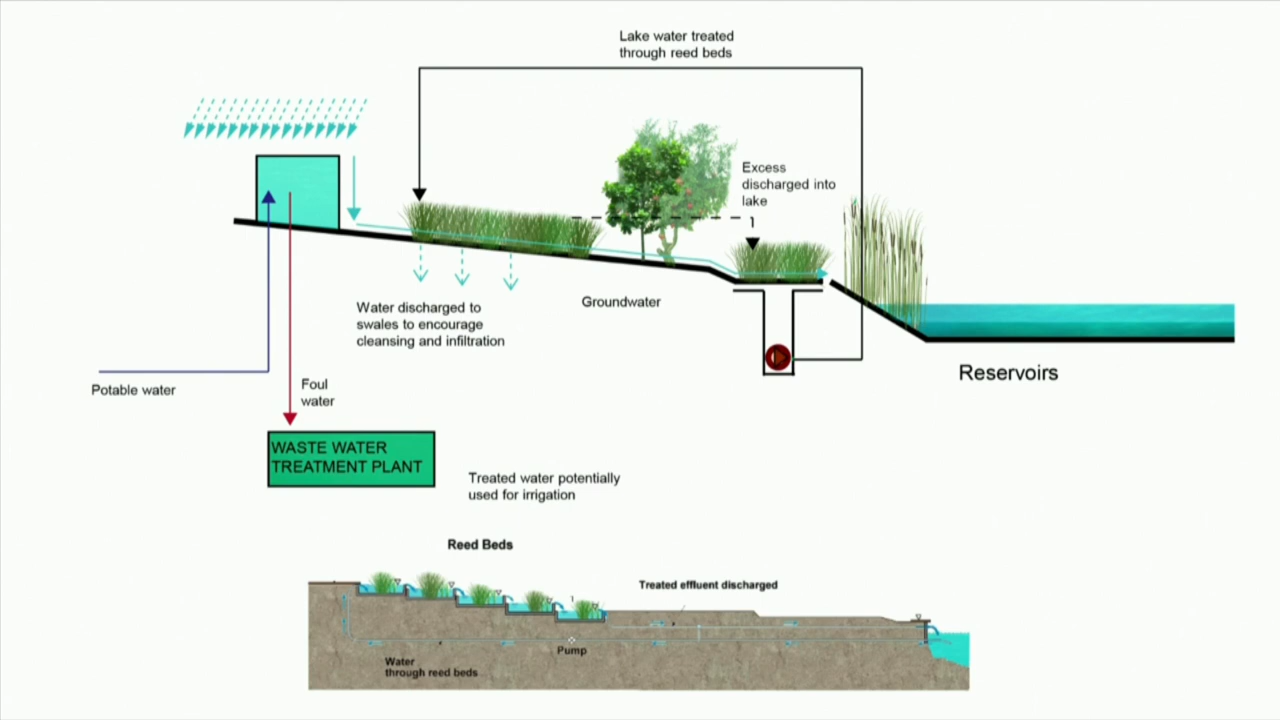 Lake water treated
through reed beds
Excess
discharged into
lake
Water discharged to
swales to encourage
cleansing and infiltration
Groundwater
Reservoirs
Potable water
Foul
water
WASTE WATER
TREATMENT PLANT
Treated water potentially
used for irrigation
Reed Beds
Treated effluent discharged
Pump
Water
through reed beds